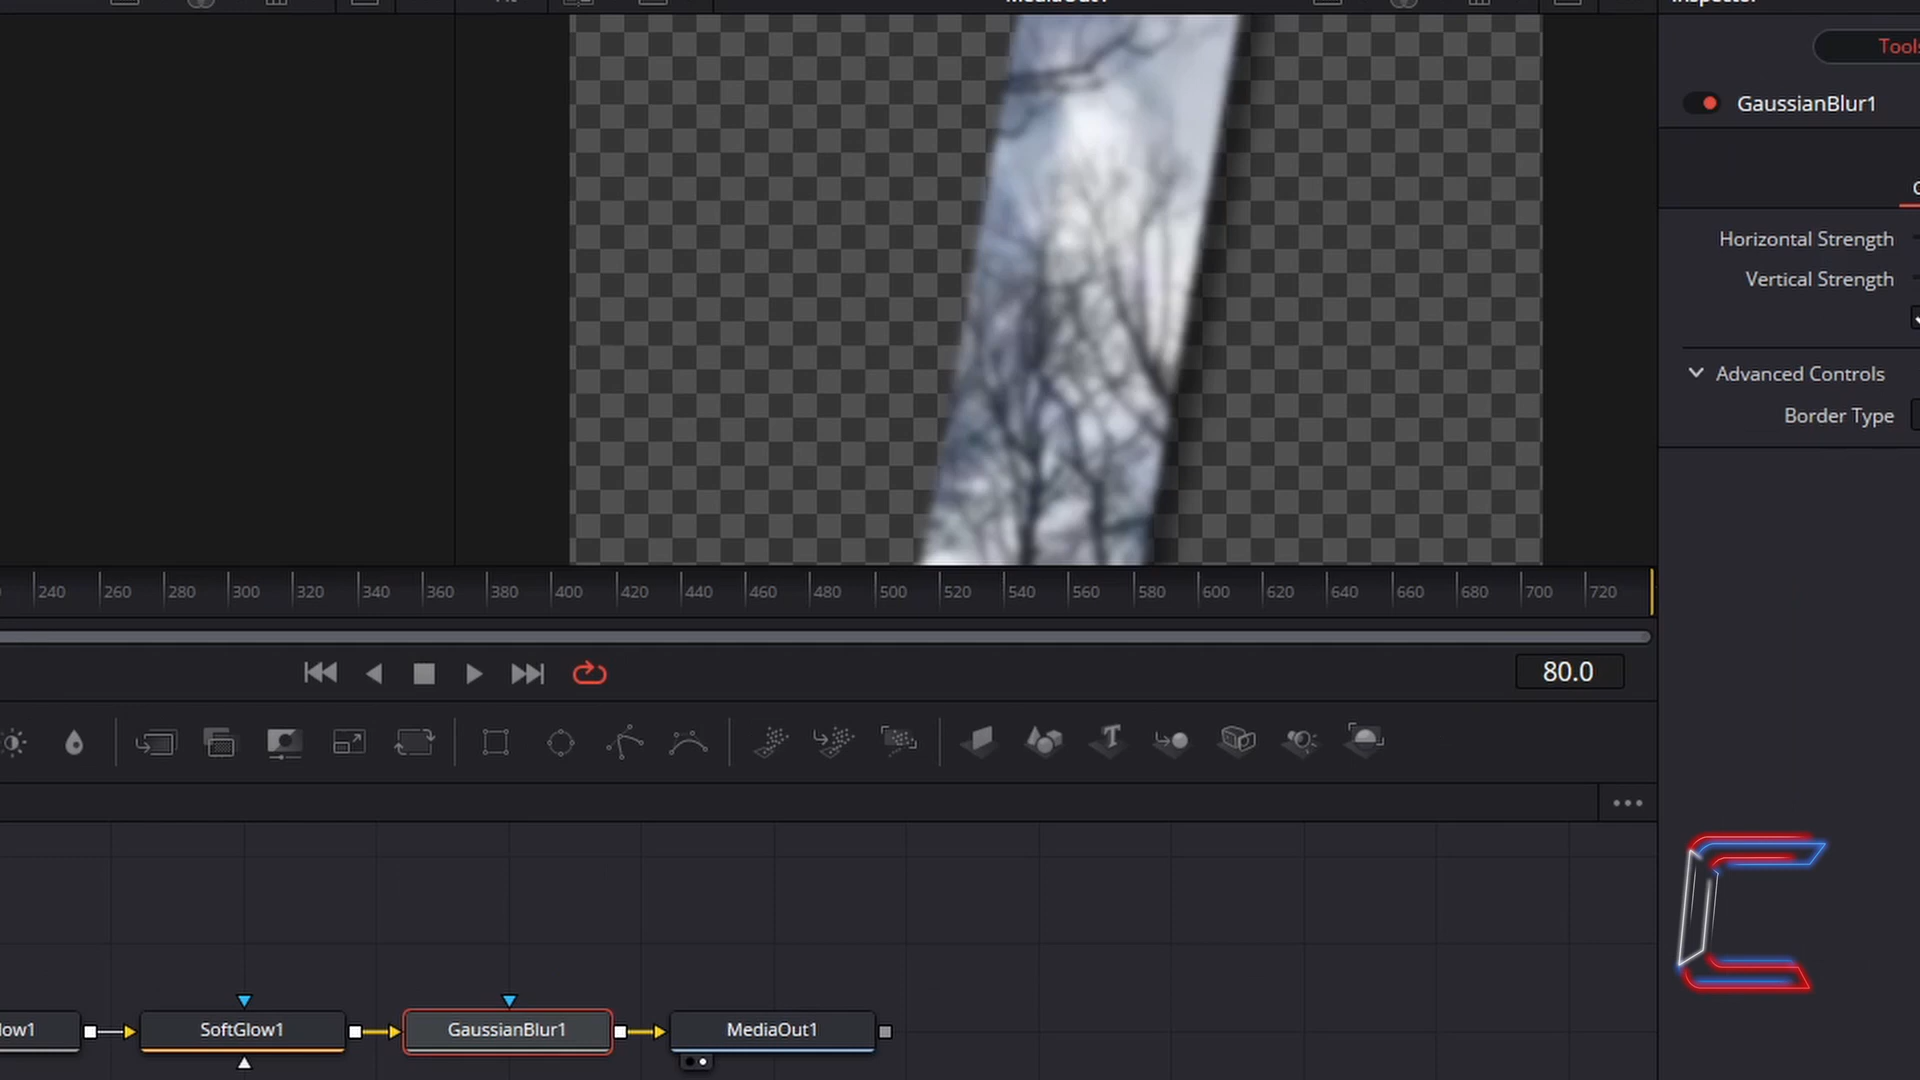 MediaOut1
Inspector
Tools
GaussianBlur1
Horizontal Strength
Vertical Strength
Advanced Controls
Border Type
240 260 280 300 320 340 360 380 400 420 440 460 480 500 520 540 560 580 600 620 640 660 680 700 720
80.0
low1 SoftGlow1 GaussianBlur1 MediaOut1